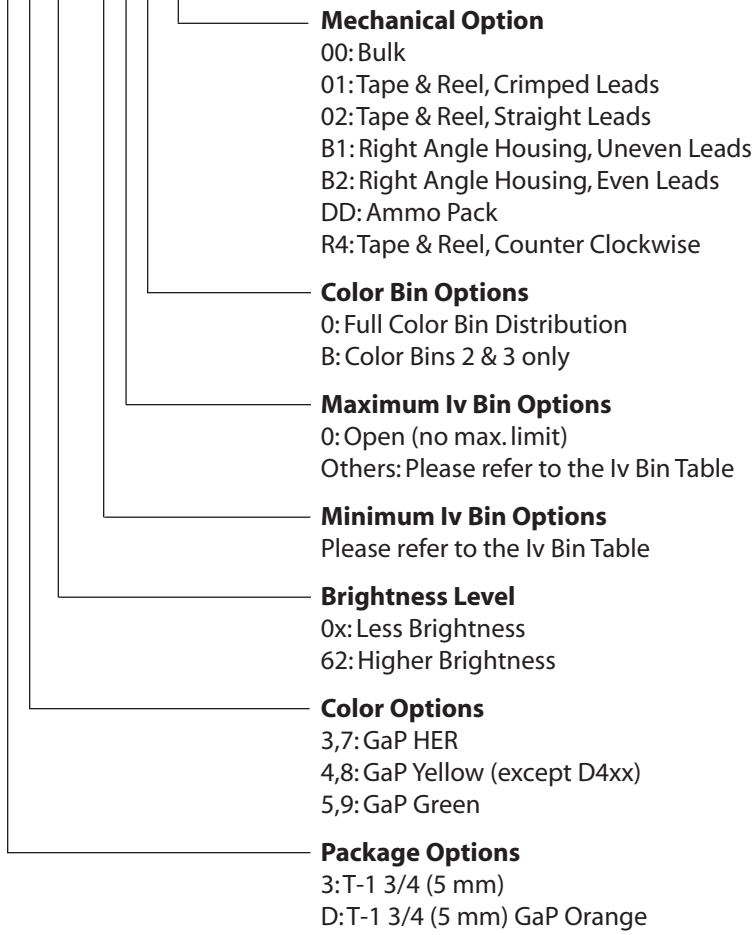 Mechanical Option
00: Bulk
01: Tape & Reel, Crimped Leads
02: Tape & Reel, Straight Leads
B1: Right Angle Housing, Uneven Leads
B2: Right Angle Housing, Even Leads
DD: Ammo Pack
R4: Tape & Reel, Counter Clockwise
Color Bin Options
0: Full Color Bin Distribution
B: Color Bins 2 & 3 only
Maximum Iv Bin Options
0: Open (no max. limit)
Others: Please refer to the Iv Bin Table
Minimum Iv Bin Options
Please refer to the Iv Bin Table
Brightness Level
0x: Less Brightness
62: Higher Brightness
Color Options
3,7: GaP HER
4,8: GaP Yellow (except D4xx)
5,9: GaP Green
Package Options
3: T-1 3/4 (5 mm)
D: T-1 3/4 (5 mm) GaP Orange